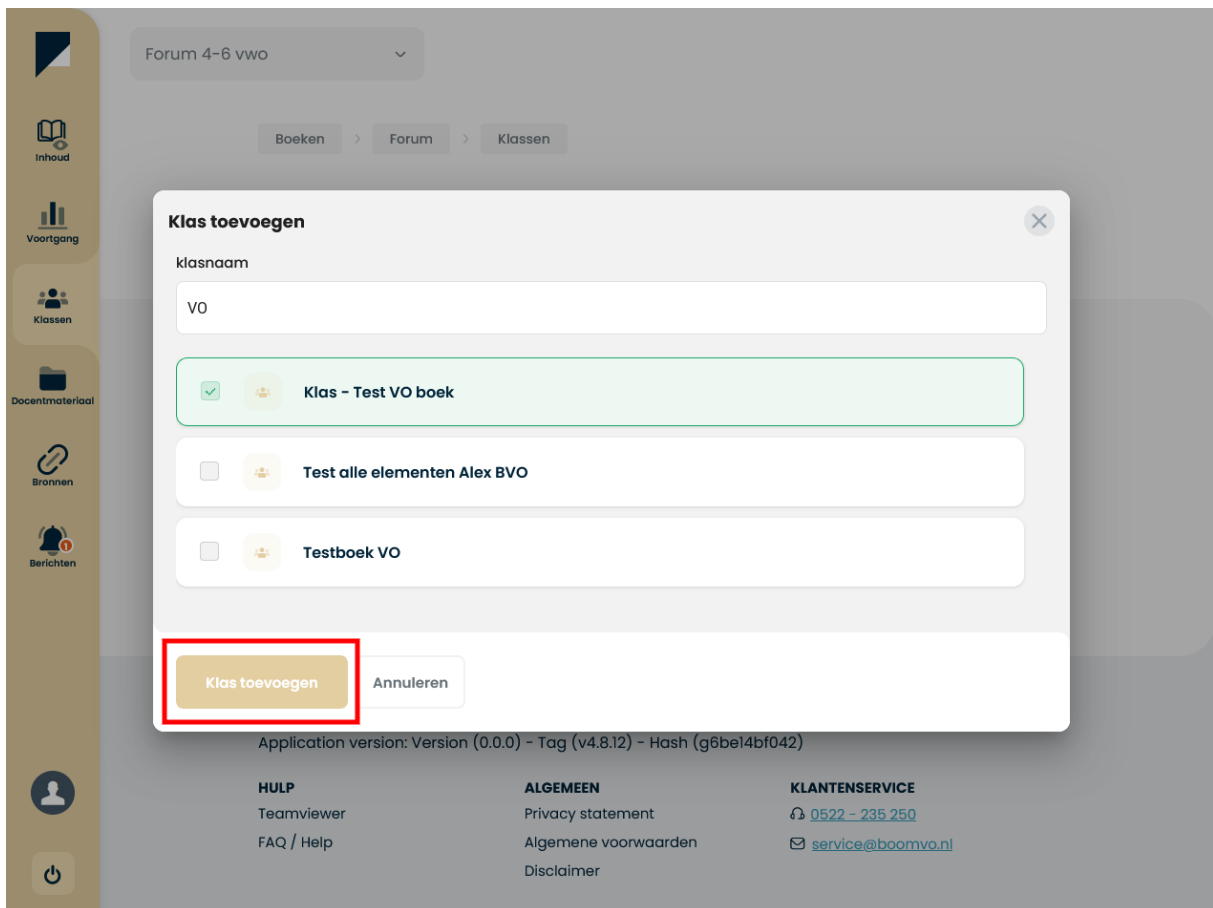 Forum 4-6 vwo
Boeken > Forum > Klassen
Inhoud
Voortgang
Klassen
Docentmateriaal
Bronnen
1
Berichten
Klas toevoegen
klasnaam
VO
Klas - Test VO boek
Test alle elementen Alex BVO
Testboek VO
Klas toevoegen
Annuleren
Application version: Version (0.0.0) - Tag (v4.8.12) - Hash (g6be14bf042)
HULP
Teamviewer
FAQ / Help
ALGEMEEN
Privacy statement
Algemene voorwaarden
Disclaimer
KLANTENSERVICE
0522 - 235 250
service@boomvo.nl